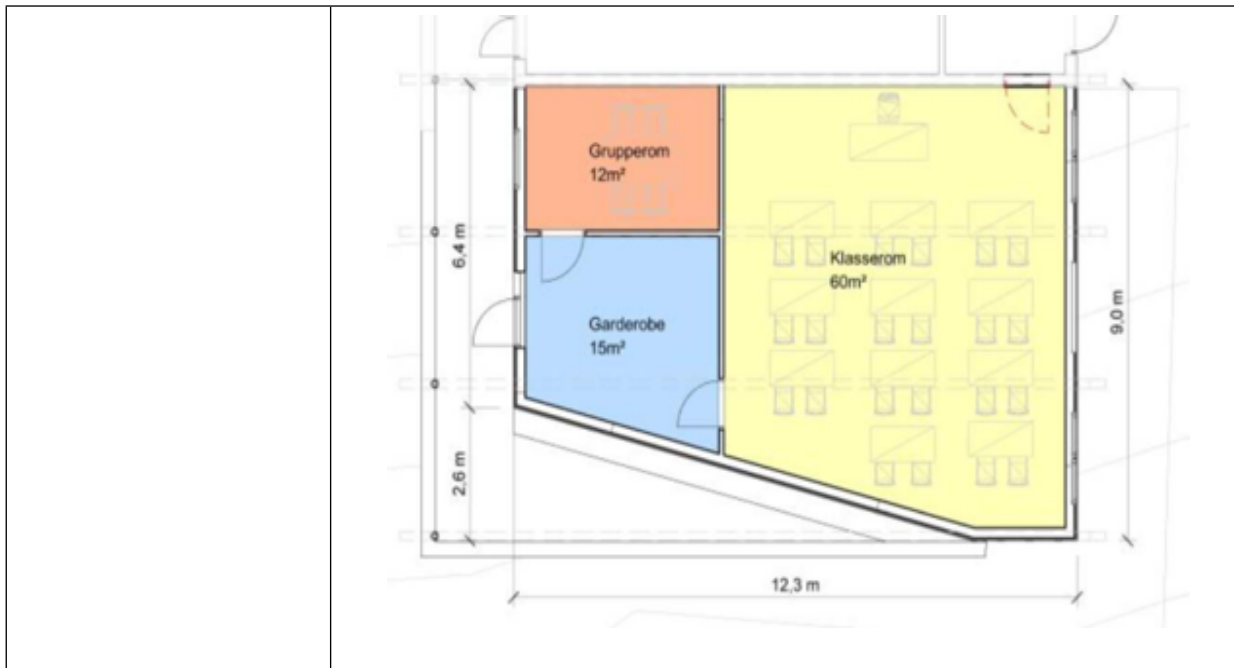 Grupperom
12m²
Klasserom
60m²
Garderobe
15m²
6,4 m
2,6 m
9,0 m
12,3 m